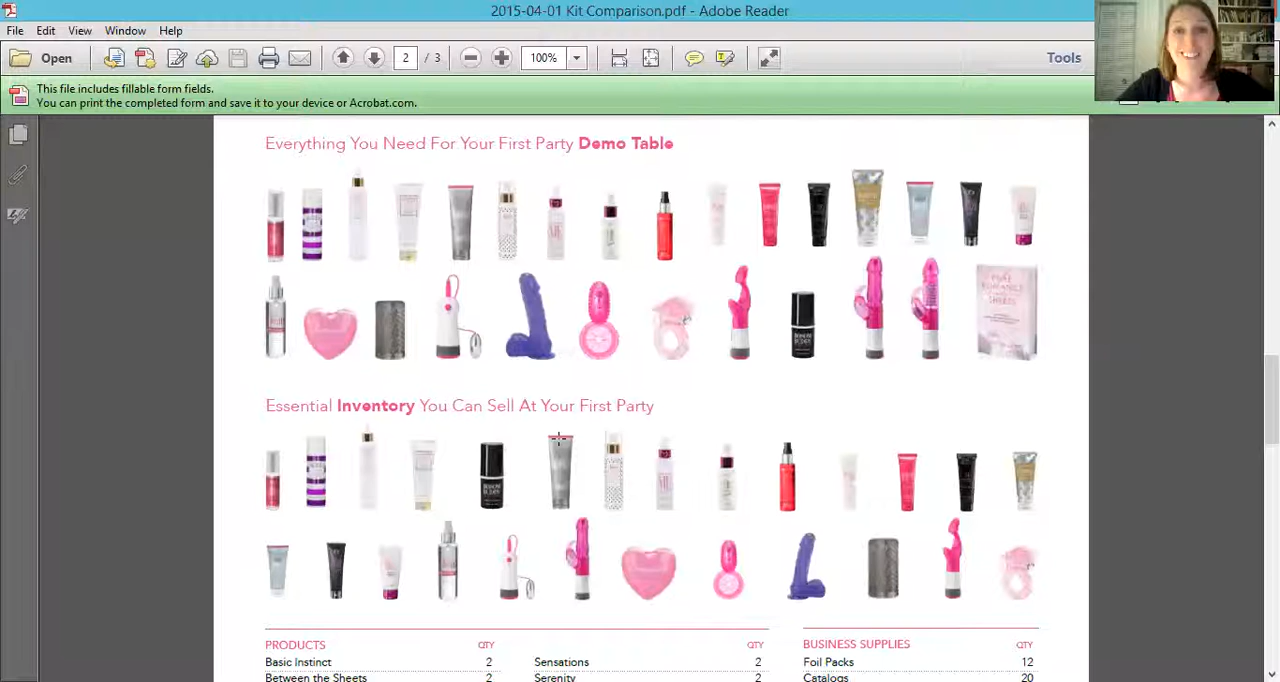 2015-04-01 Kit Comparison.pdf - Adobe Reader
File Edit View Window Help
Open 2 / 3 100% Tools
This file includes fillable form fields.
You can print the completed form and save it to your device or Acrobat.com.
Everything You Need For Your First Party Demo Table
Essential Inventory You Can Sell At Your First Party
PRODUCTS QTY QTY BUSINESS SUPPLIES QTY
Basic Instinct 2 Sensations 2 Foil Packs 12
Between the Sheets 2 Serenity 2 Catalogs 20